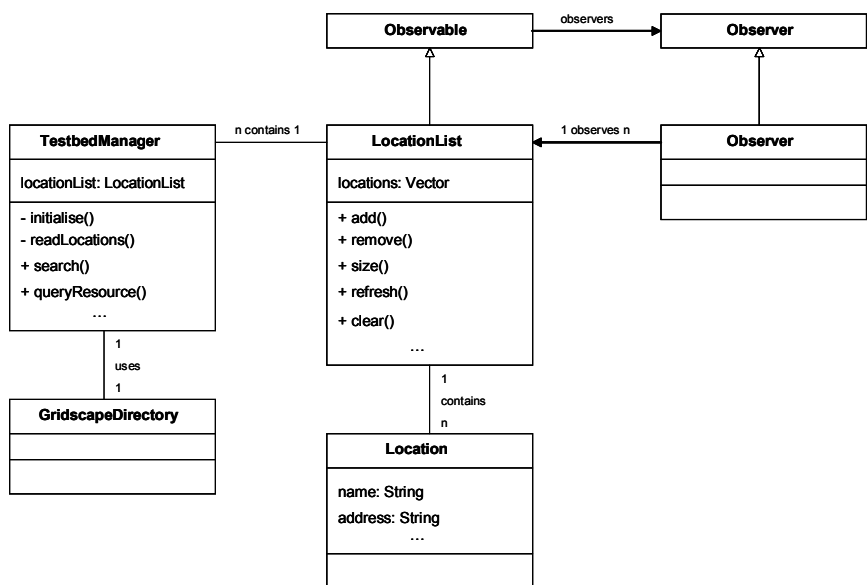 Observable
observers
Observer
TestbedManager
n contains 1
LocationList
1 observes n
Observer
locationList: LocationList
locations: Vector
- initialise()
- readLocations()
+ search()
+ queryResource()
...
+ add()
+ remove()
+ size()
+ refresh()
+ clear()
...
1
uses
1
GridscapeDirectory
1
contains
n
Location
name: String
address: String
...